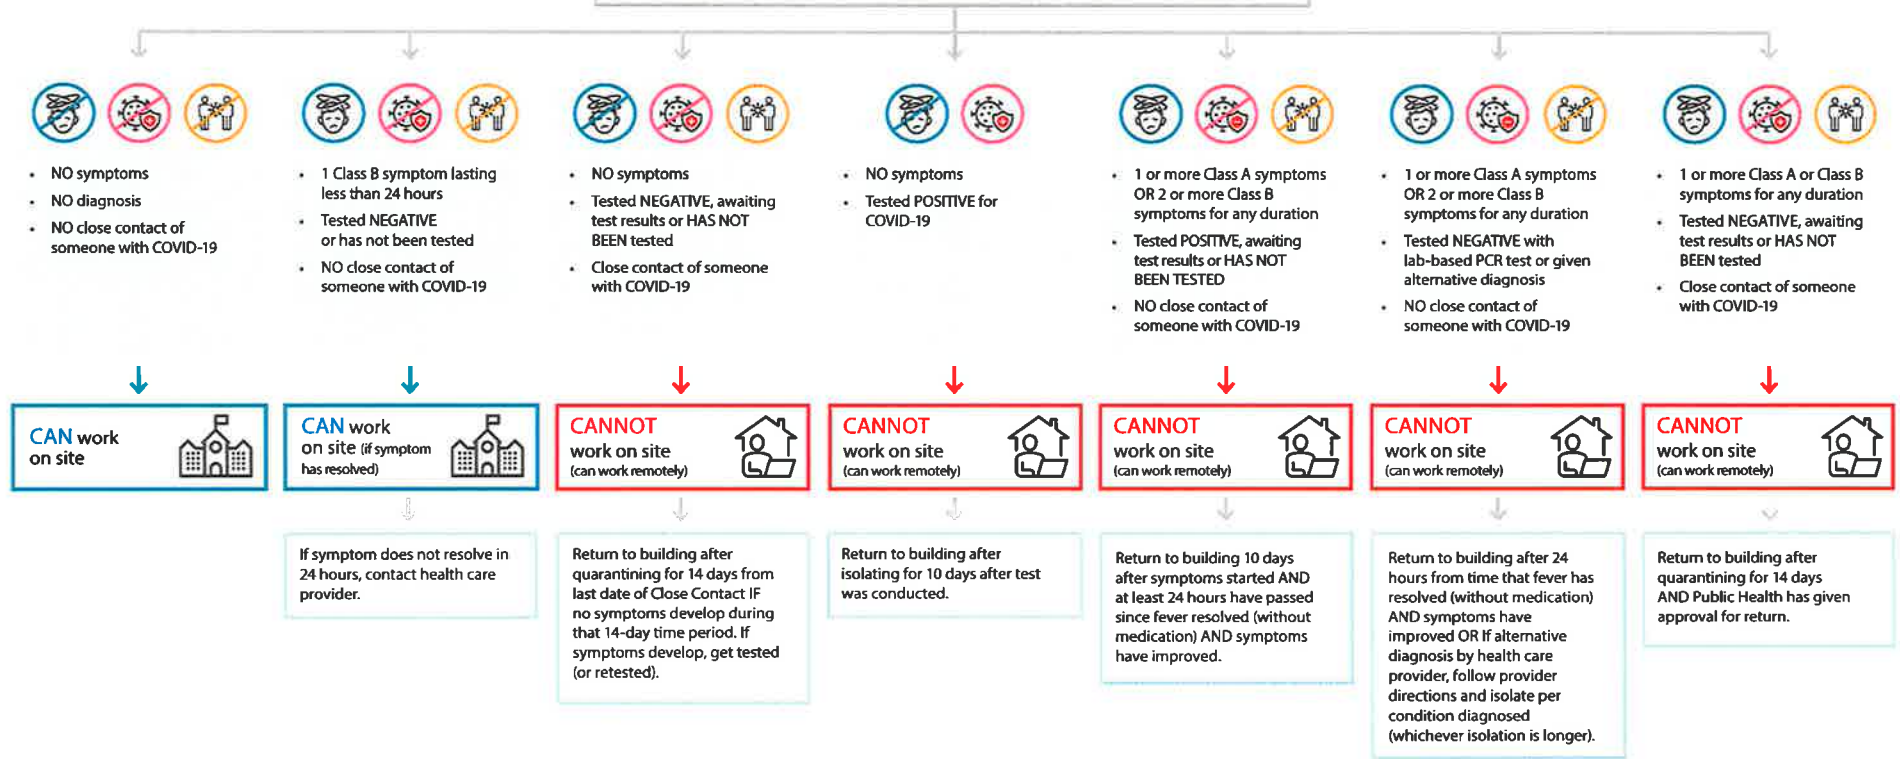 • NO symptoms
• NO diagnosis
• NO close contact of
someone with COVID-19
CAN work
on site
• 1 Class B symptom lasting
less than 24 hours
• Tested NEGATIVE
or has not been tested
• NO close contact of
someone with COVID-19
CAN work
on site (if symptom
has resolved)
If symptom does not resolve in
24 hours, contact health care
provider.
• NO symptoms
• Tested NEGATIVE, awaiting
test results or HAS NOT
BEEN tested
• Close contact of someone
with COVID-19
CANNOT
work on site
(can work remotely)
Return to building after
quarantining for 14 days from
last date of Close Contact IF
no symptoms develop during
that 14-day time period. If
symptoms develop, get tested
(or retested).
• NO symptoms
• Tested POSITIVE for
COVID-19
CANNOT
work on site
(can work remotely)
Return to building after
isolating for 10 days after test
was conducted.
• 1 or more Class A symptoms
OR 2 or more Class B
symptoms for any duration
• Tested POSITIVE, awaiting
test results or HAS NOT
BEEN TESTED
• NO close contact of
someone with COVID-19
CANNOT
work on site
(can work remotely)
Return to building 10 days
after symptoms started AND
at least 24 hours have passed
since fever resolved (without
medication) AND symptoms
have improved.
• 1 or more Class A symptoms
OR 2 or more Class B
symptoms for any duration
• Tested NEGATIVE with
lab-based PCR test or given
alternative diagnosis
• NO close contact of
someone with COVID-19
CANNOT
work on site
(can work remotely)
Return to building after 24
hours from time that fever has
resolved (without medication)
AND symptoms have
improved OR If alternative
diagnosis by health care
provider, follow provider
directions and isolate per
condition diagnosed
(whichever isolation is longer).
• 1 or more Class A or Class B
symptoms for any duration
• Tested NEGATIVE, awaiting
test results or HAS NOT
BEEN tested
• Close contact of someone
with COVID-19
CANNOT
work on site
(can work remotely)
Return to building after
quarantining for 14 days
AND Public Health has given
approval for return.